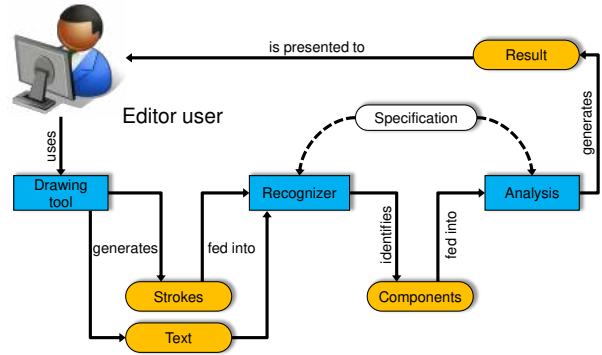 is presented to
Result
Editor user
Specification
uses
generates
Drawing
tool
Recognizer
Analysis
generates
fed into
identifies
fed into
Strokes
Components
Text